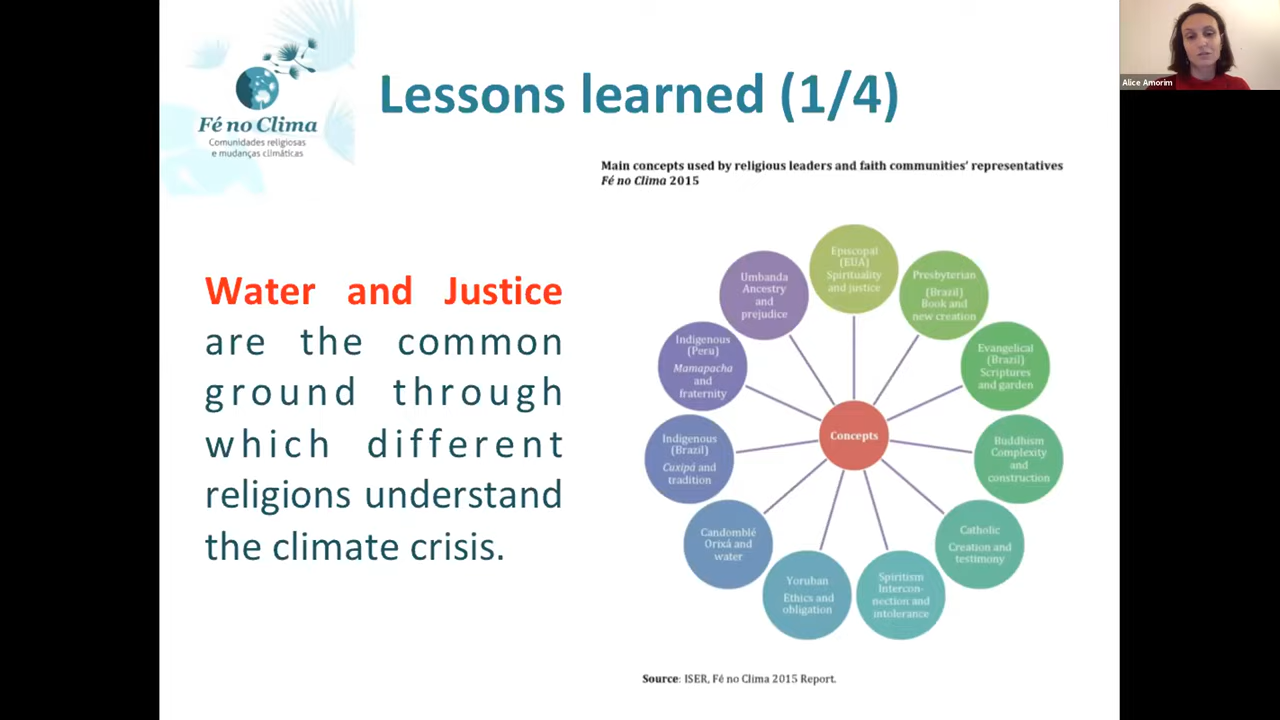 Fé no Clima
Comunidades religiosas
e mudanças climáticas
Lessons learned (1/4)
Alice Amorim
Main concepts used by religious leaders and faith communities' representatives
Fé no Clima 2015
Water and Justice
are the common
ground through
which different
religions understand
the climate crisis.
Episcopal
(EUA)
Spirituality
and justice
Presbyterian
(Brazil)
Book and
new creation
Evangelical
(Brazil)
Scriptures
and garden
Buddhism
Complexity
and
construction
Catholic
Creation and
testimony
Spiritism
Intercon-
nection and
intolerance
Yoruban
Ethics and
obligation
Candomblé
Orixá and
water
Indigenous
(Brazil)
Cuxipá and
tradition
Indigenous
(Peru)
Mamapacha
and
fraternity
Umbanda
Ancestry
and
prejudice
Concepts
Source: ISER, Fé no Clima 2015 Report.